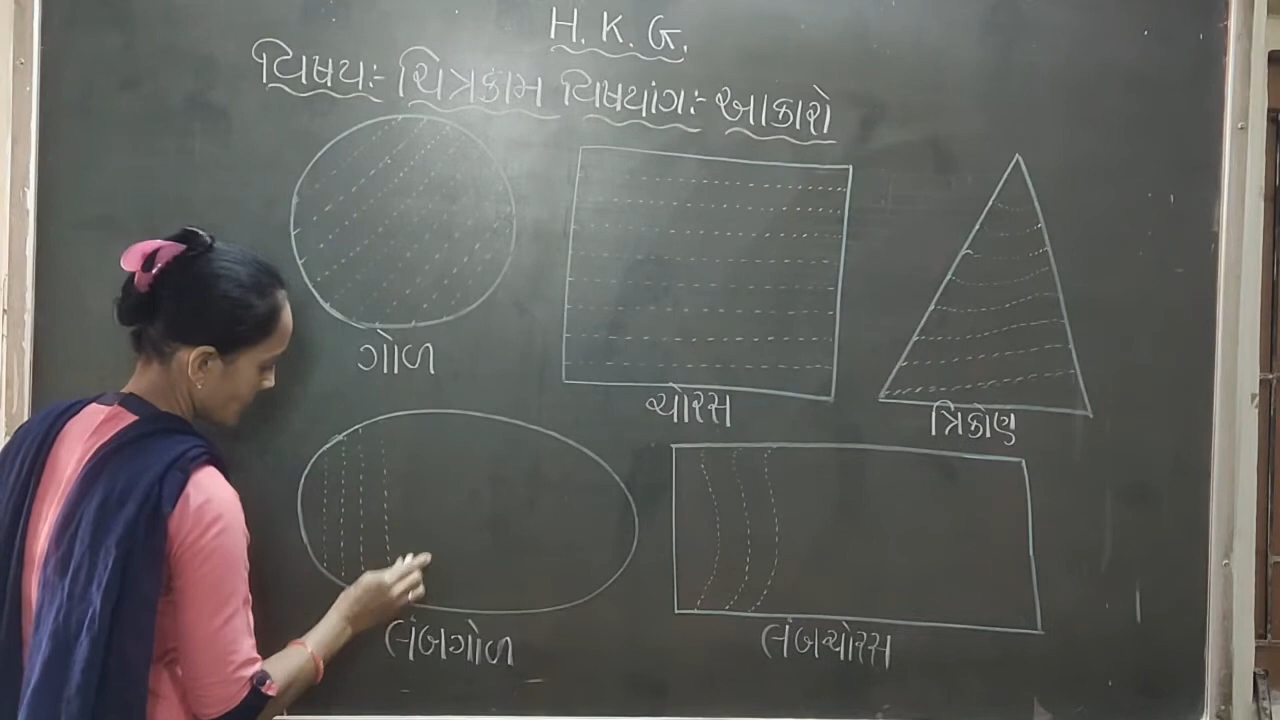 H. K. G.
વિષય:- ચિત્રકામ વિષયાંગ:- આકારો
ગોળ
ચોરસ
ત્રિકોણ
લંબગોળ
લંબચોરસ